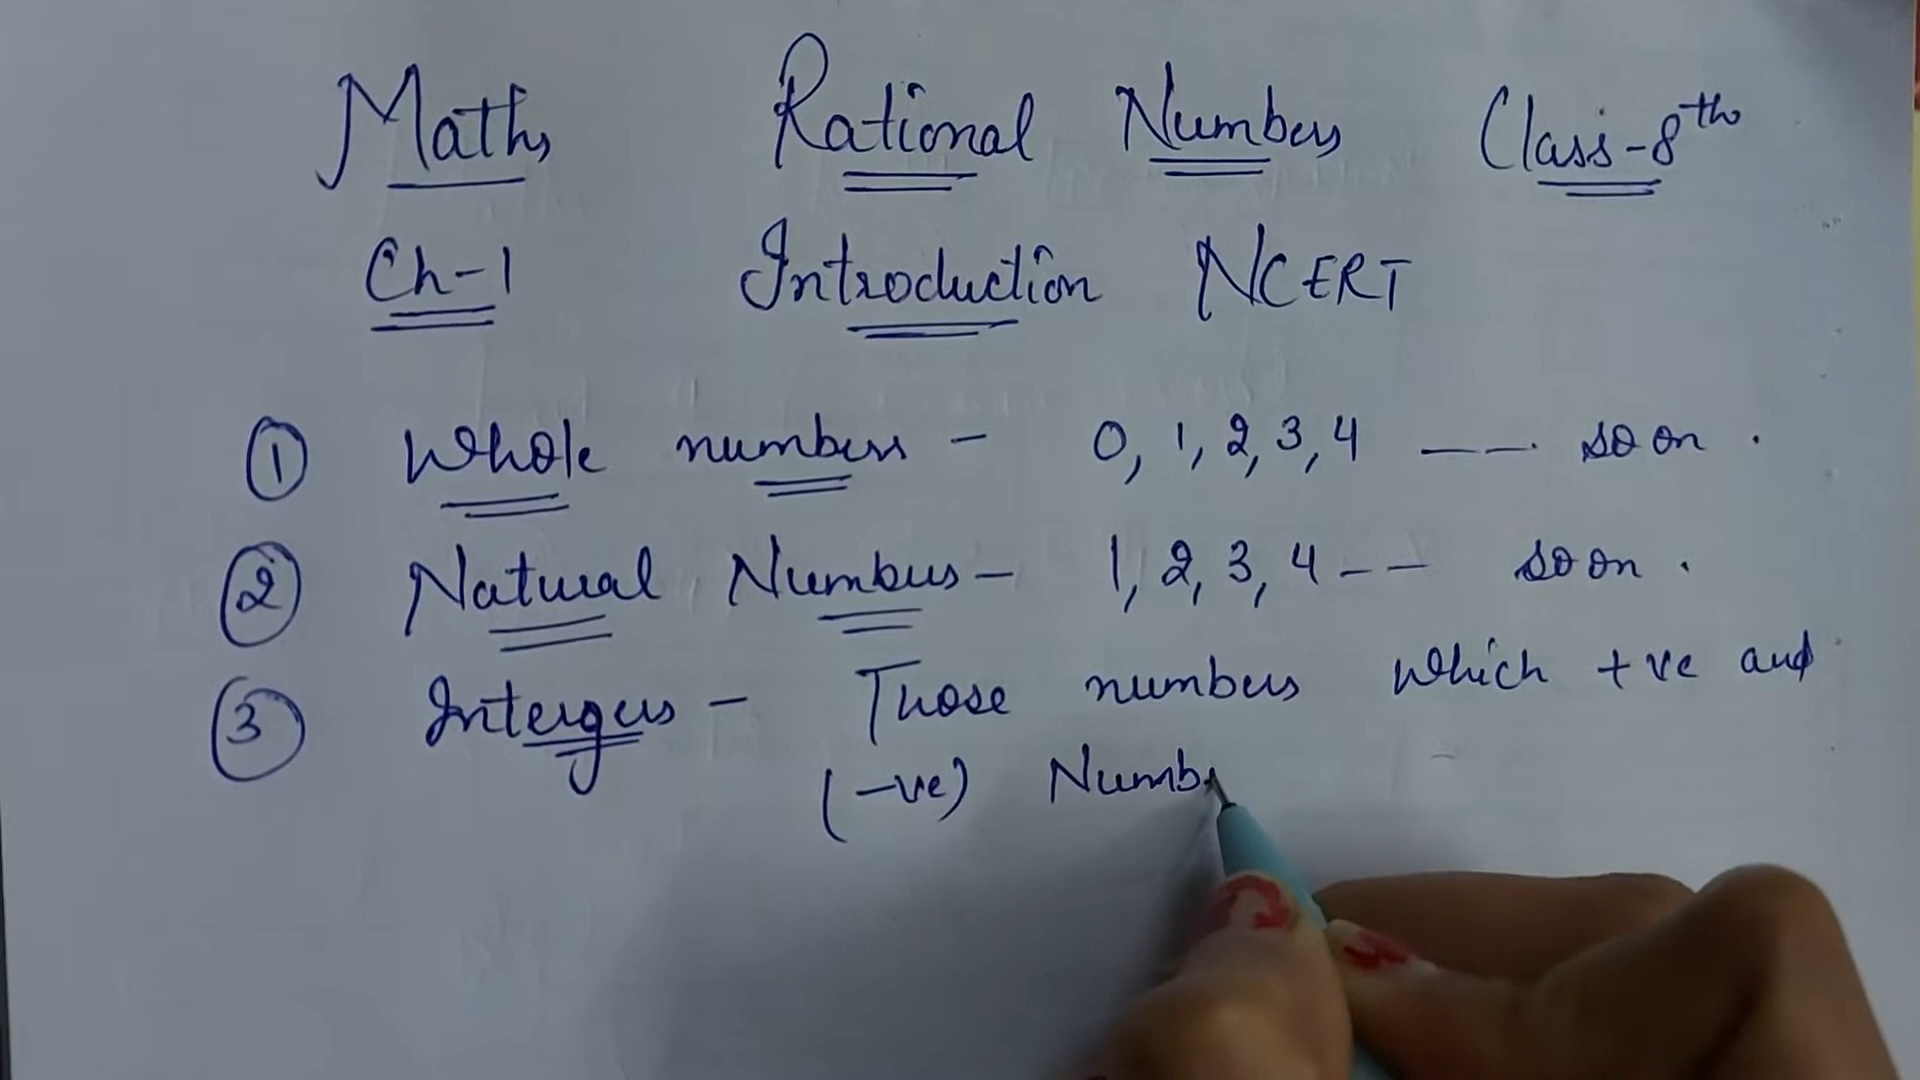 Maths Rational Numbers Class-8th
Ch-1 Introduction NCERT
① Whole numbers - 0, 1, 2, 3, 4 ---- so on.
② Natural Numbers - 1, 2, 3, 4 -- so on.
③ Intergers - Those numbers which +ve and
(-ve) Numbe